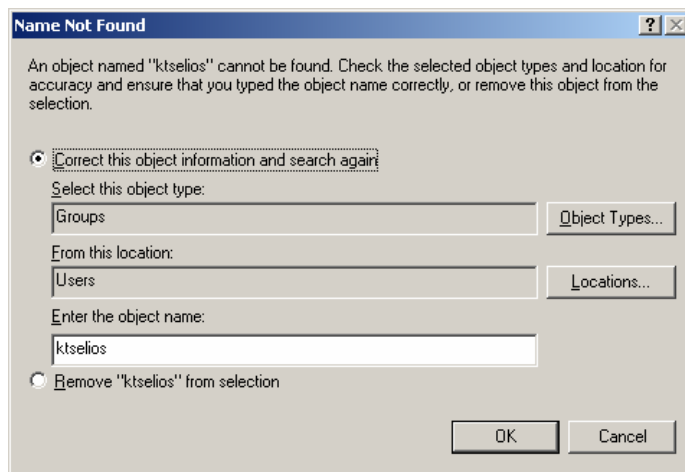 Name Not Found
An object named "ktselios" cannot be found. Check the selected object types and location for
accuracy and ensure that you typed the object name correctly, or remove this object from the
selection.
Correct this object information and search again
Select this object type:
Groups
Object Types...
From this location:
Users
Locations...
Enter the object name:
ktselios
Remove "ktselios" from selection
OK
Cancel